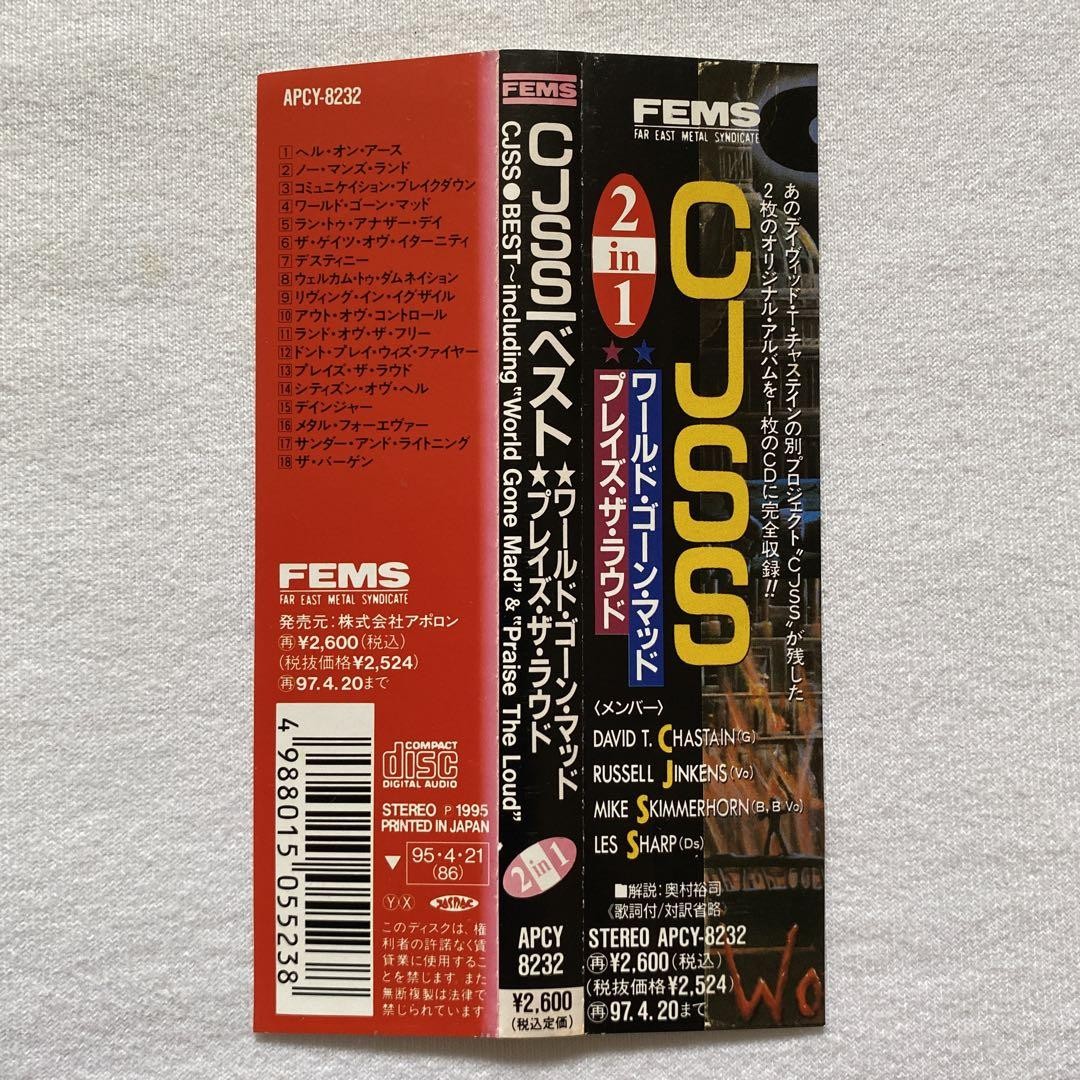 APCY-8232
1 ヘル・オン・アース
2 ノー・マンズ・ランド
3 コミュニケイション・ブレイクダウン
4 ワールド・ゴーン・マッド
5 ラン・トゥ・アナザー・デイ
6 ザ・ゲイツ・オヴ・イターニティ
7 デスティニー
8 ウェルカム・トゥ・ダムネイション
9 リヴィング・イン・イグザイル
10 アウト・オヴ・コントロール
11 ランド・オヴ・ザ・フリー
12 ドント・プレイ・ウィズ・ファイヤー
13 プレイズ・ザ・ラウド
14 シティズン・オヴ・ヘル
15 デインジャー
16 メタル・フォーエヴァー
17 サンダー・アンド・ライトニング
18 ザ・バーゲン
FEMS
FAR EAST METAL SYNDICATE
発売元:株式会社アポロン
再¥2,600(税込)
(税抜価格¥2,524)
再97.4.20まで
4 988015 055238
COMPACT
disc
DIGITAL AUDIO
STEREO P 1995
PRINTED IN JAPAN
▼ 95・4・21
(86)
Y X JASRAC
このディスクは、権
利者の許諾なく賃
貸業に使用するこ
とを禁じます。また
無断複製は法律で
禁じられています
FEMS
CJSS/ベスト★ワールド・ゴーン・マッド
★プレイズ・ザ・ラウド
CJSS●BEST~including "World Gone Mad" & "Praise The Loud"
2 in 1
APCY
8232
¥2,600
(税込定価)
FEMS
FAR EAST METAL SYNDICATE
あのデイヴィッド・T・チャステインの別プロジェクト"CJSS"が残した
2枚のオリジナル・アルバムを1枚のCDに完全収録!!
CJSS
2 in 1
★ワールド・ゴーン・マッド
★プレイズ・ザ・ラウド
〈メンバー〉
DAVID T. CHASTAIN(G)
RUSSELL JINKENS(Vo)
MIKE SKIMMERHORN(B, B Vo)
LES SHARP(Ds)
■解説:奥村裕司
《歌詞付/対訳省略》
STEREO APCY-8232
再¥2,600(税込)
(税抜価格¥2,524)
再97.4.20まで
Wo